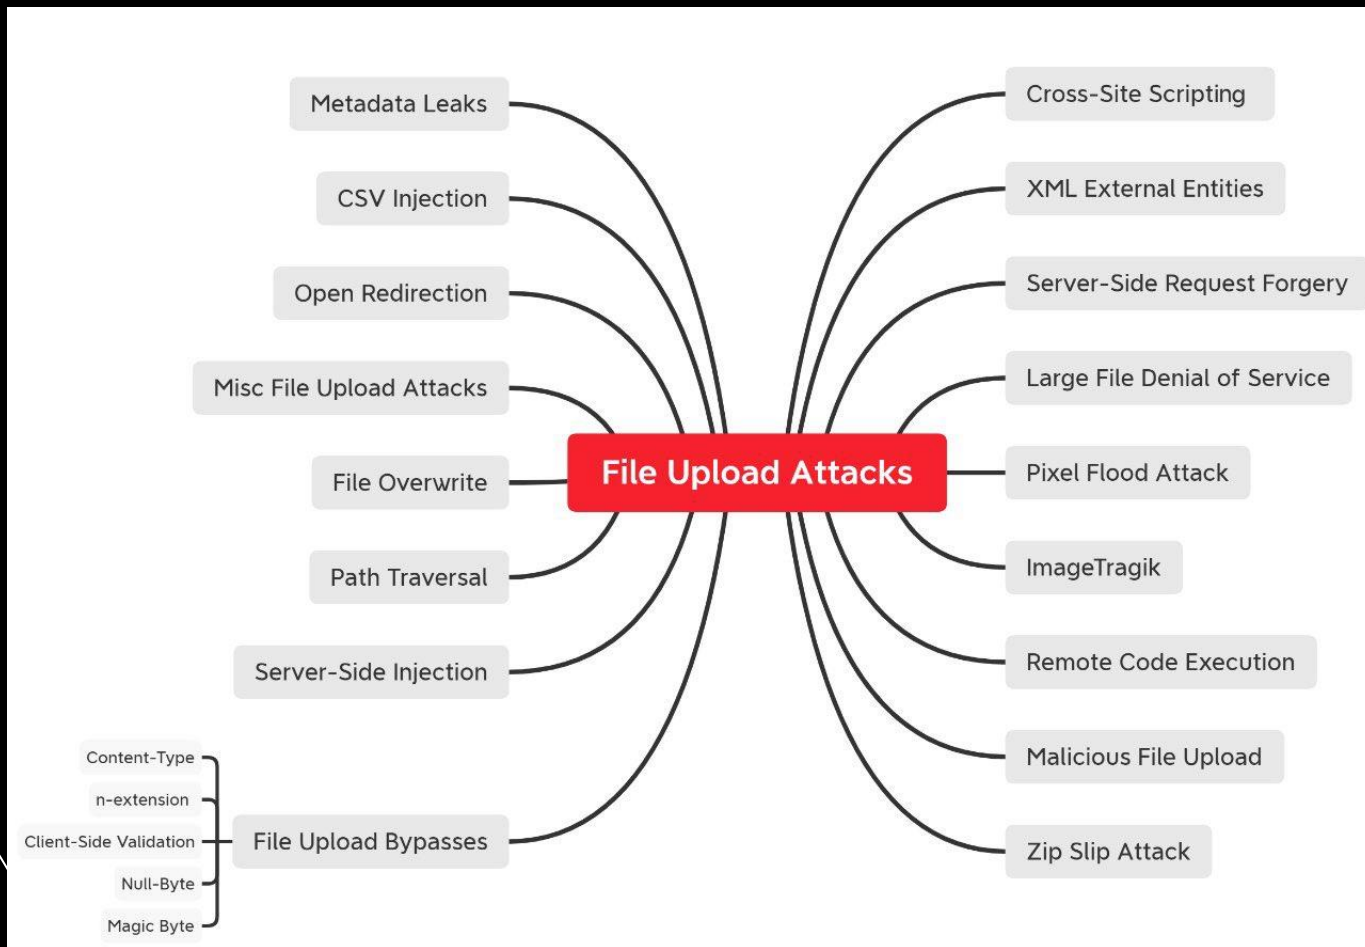 Metadata Leaks
CSV Injection
Open Redirection
Misc File Upload Attacks
File Overwrite
Path Traversal
Server-Side Injection
File Upload Bypasses
Content-Type
n-extension
Client-Side Validation
Null-Byte
Magic Byte
File Upload Attacks
Cross-Site Scripting
XML External Entities
Server-Side Request Forgery
Large File Denial of Service
Pixel Flood Attack
ImageTragik
Remote Code Execution
Malicious File Upload
Zip Slip Attack